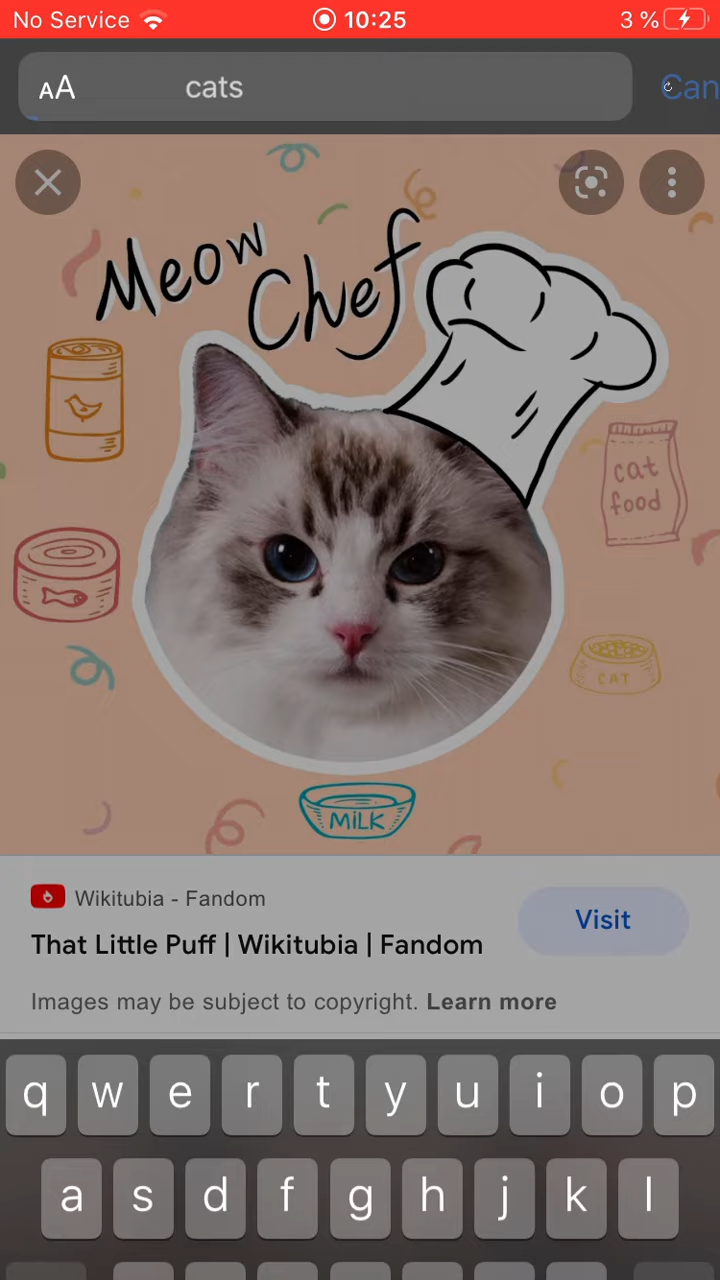 No Service 10:25 3 %
AA cats Can
Meow
Chef
cat
food
CAT
MILK
Wikitubia - Fandom
That Little Puff | Wikitubia | Fandom
Visit
Images may be subject to copyright. Learn more
q w e r t y u i o p
a s d f g h j k l